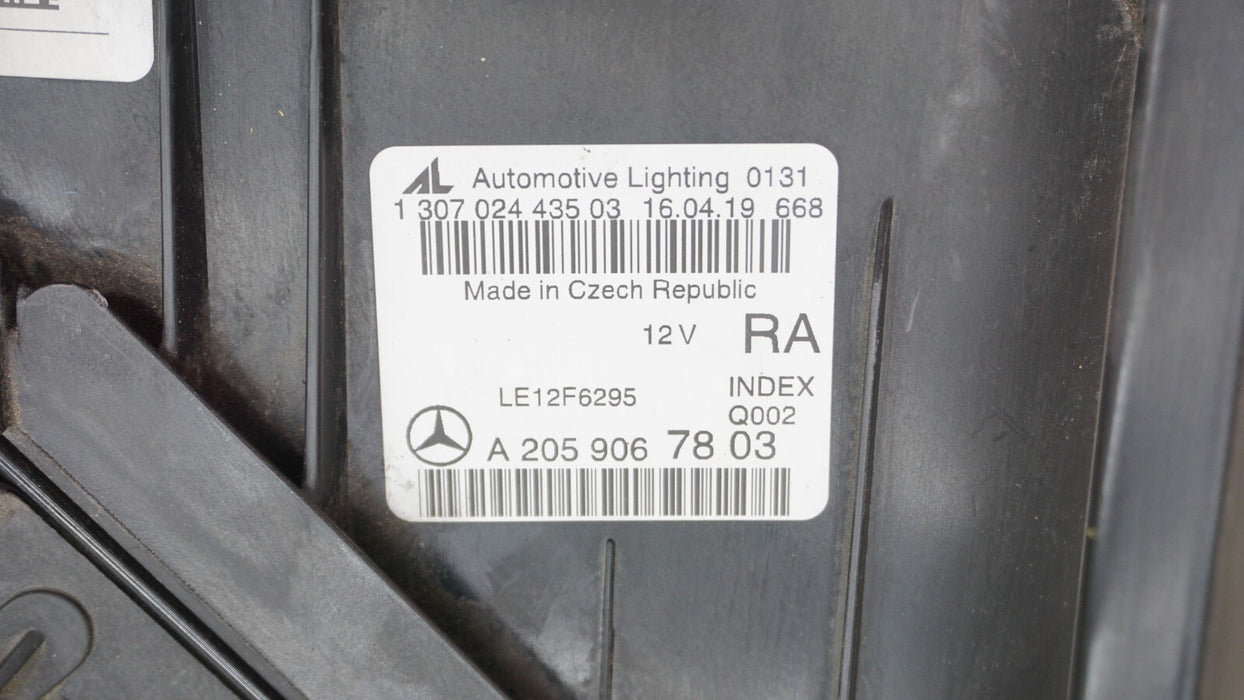 Automotive Lighting 0131
1 307 024 435 03 16.04.19 668
Made in Czech Republic
12 V RA
LE12F6295 INDEX
Q002
A 205 906 78 03